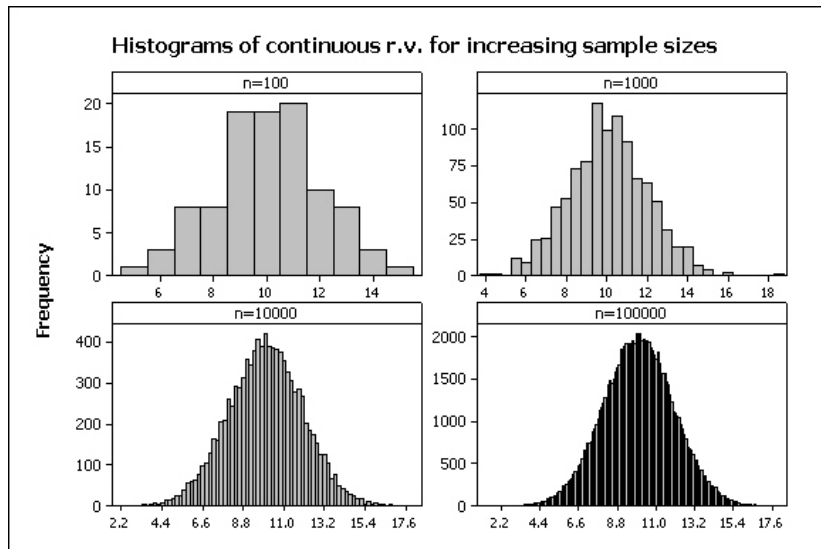 Histograms of continuous r.v. for increasing sample sizes
n=100
n=1000
20
15
10
5
0
6 8 10 12 14
100
75
50
25
0
4 6 8 10 12 14 16 18
Frequency
n=10000
n=100000
400
300
200
100
0
2.2 4.4 6.6 8.8 11.0 13.2 15.4 17.6
2000
1500
1000
500
0
2.2 4.4 6.6 8.8 11.0 13.2 15.4 17.6